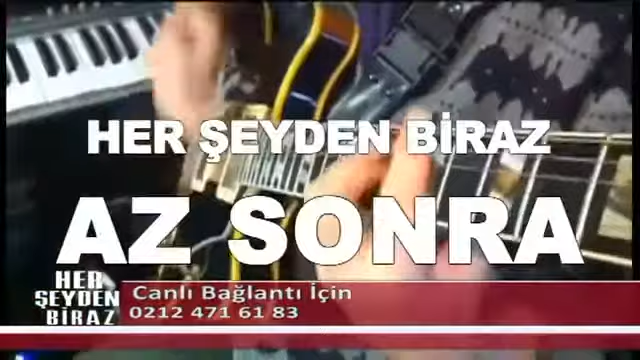 HER ŞEYDEN BİRAZ
AZ SONRA
HER
ŞEYDEN
BİRAZ
Canlı Bağlantı İçin
0212 471 61 83